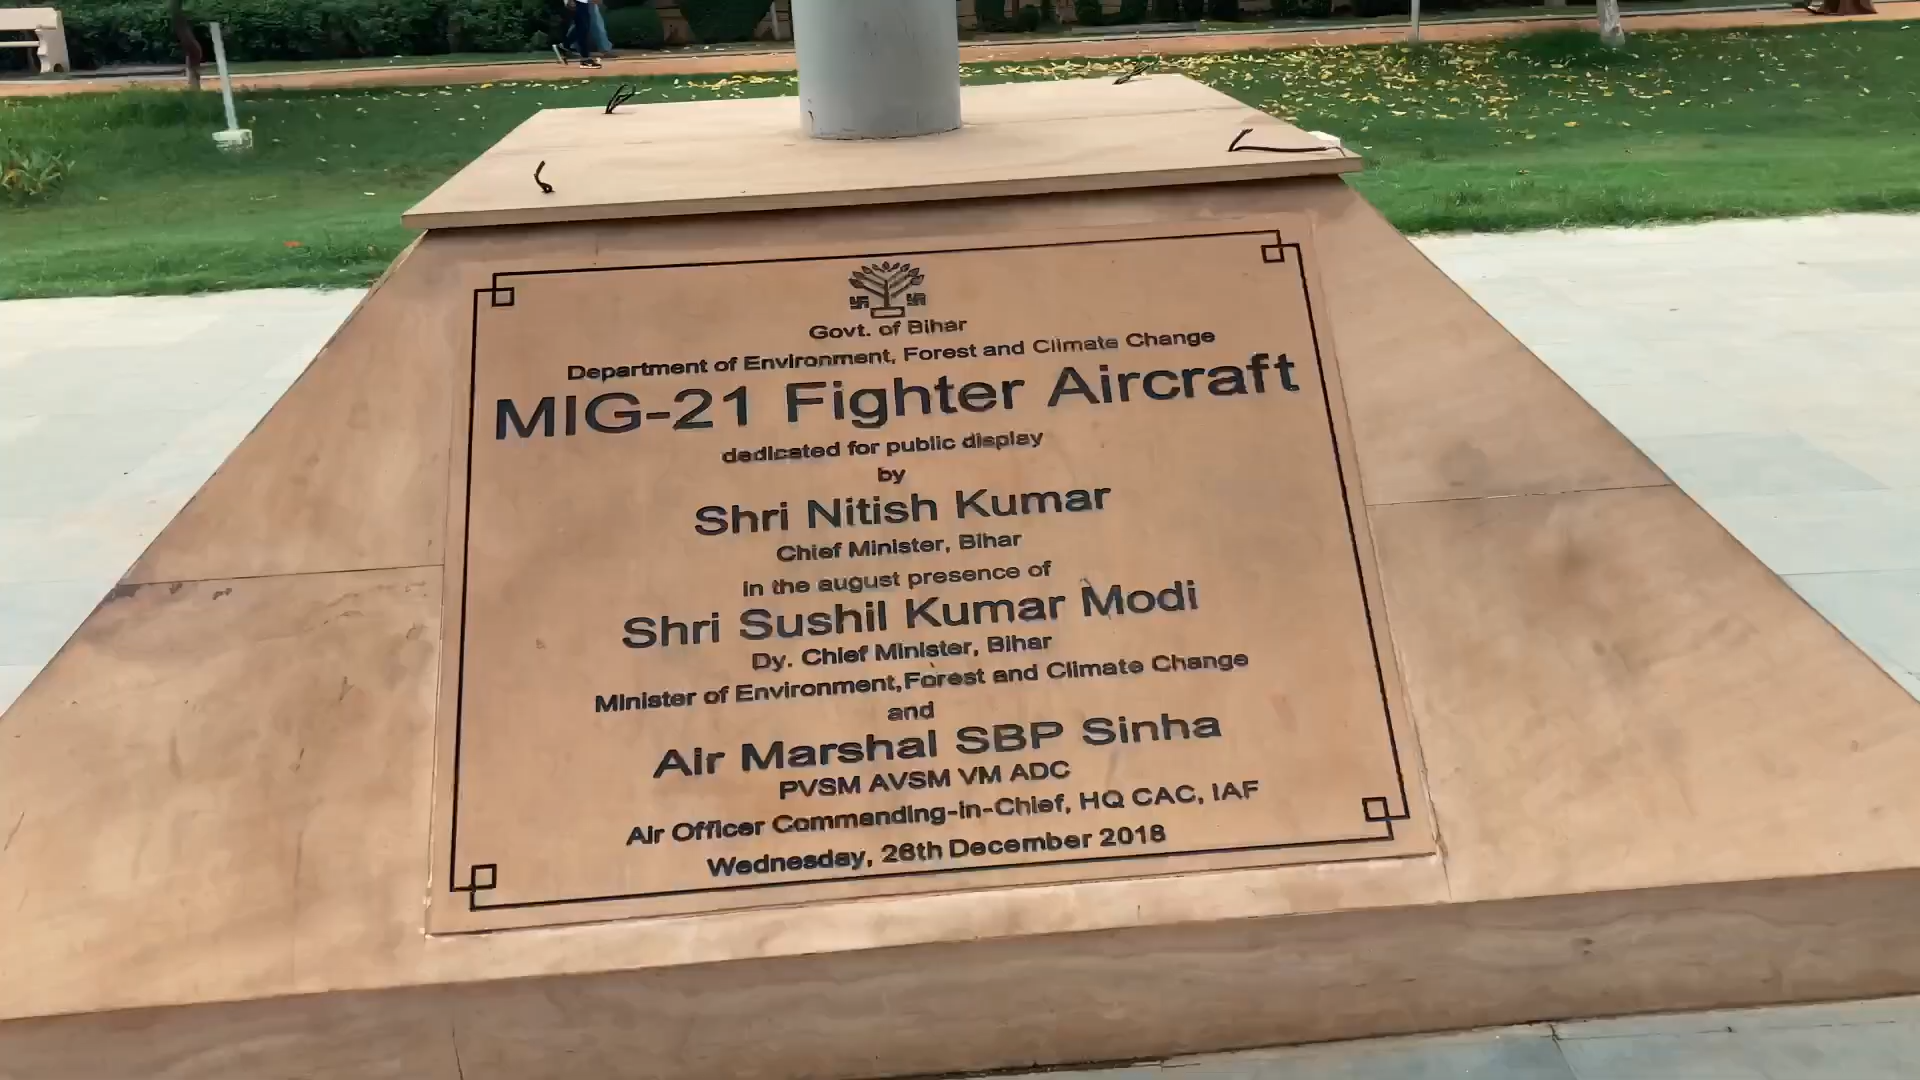 Govt. of Bihar
Department of Environment, Forest and Climate Change
MIG-21 Fighter Aircraft
dedicated for public display
by
Shri Nitish Kumar
Chief Minister, Bihar
in the august presence of
Shri Sushil Kumar Modi
Dy. Chief Minister, Bihar
Minister of Environment, Forest and Climate Change
and
Air Marshal SBP Sinha
PVSM AVSM VM ADC
Air Officer Commanding-in-Chief, HQ CAC, IAF
Wednesday, 26th December 2018